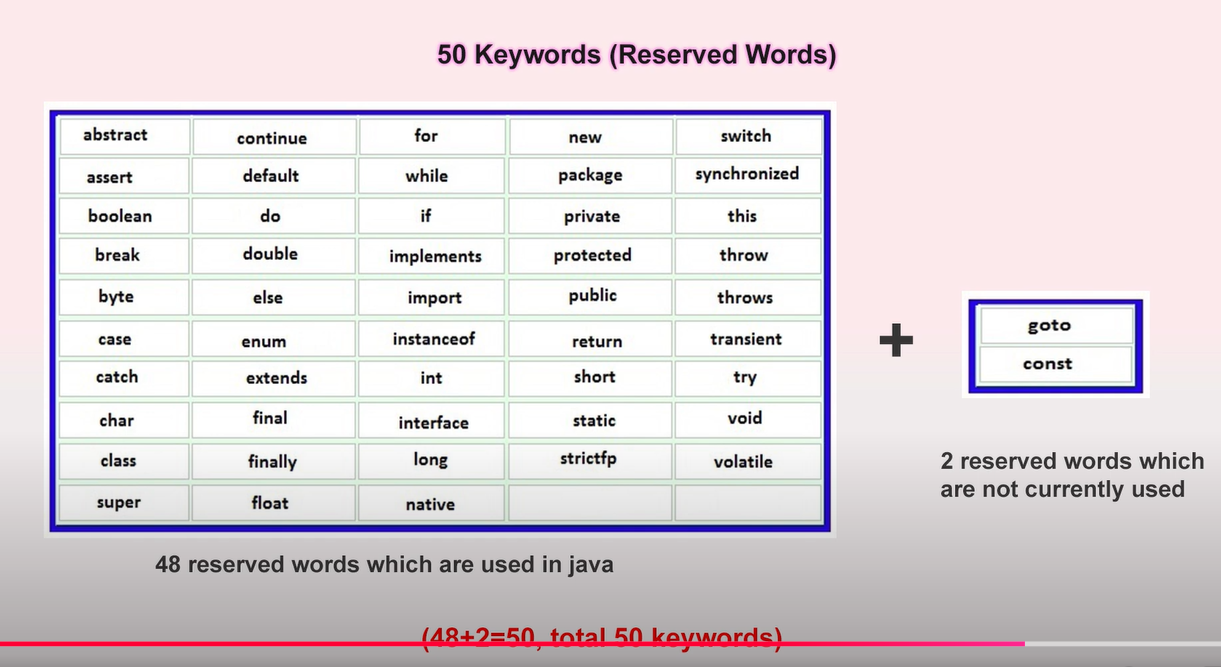 50 Keywords (Reserved Words)
abstract continue for new switch
assert default while package synchronized
boolean do if private this
break double implements protected throw
byte else import public throws
case enum instanceof return transient
catch extends int short try
char final interface static void
class finally long strictfp volatile
super float native
+
goto
const
2 reserved words which
are not currently used
48 reserved words which are used in java
(48+2=50, total 50 keywords)